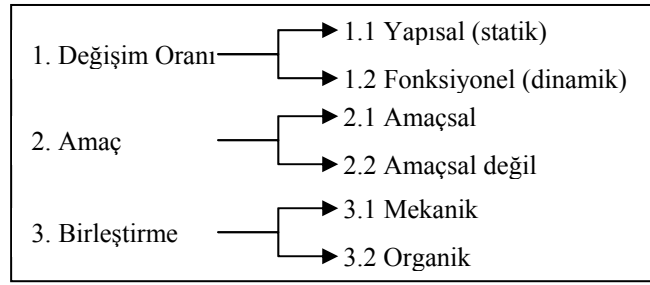 1. Değişim Oranı
1.1 Yapısal (statik)
1.2 Fonksiyonel (dinamik)
2. Amaç
2.1 Amaçsal
2.2 Amaçsal değil
3. Birleştirme
3.1 Mekanik
3.2 Organik